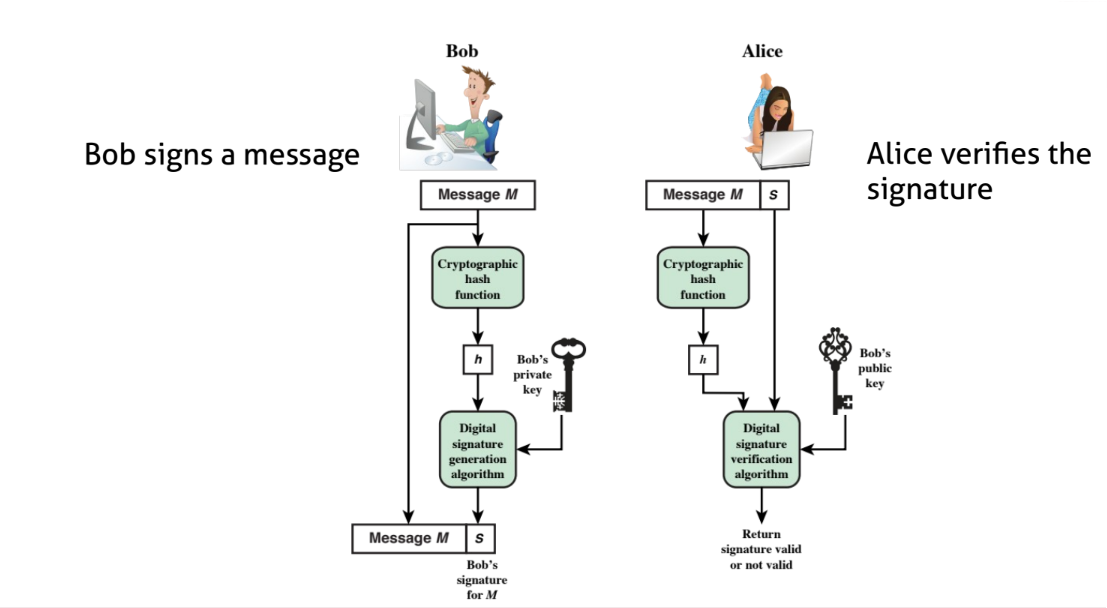 Bob
Alice
Bob signs a message
Alice verifies the
signature
Message M
Message M
S
Cryptographic
hash
function
Cryptographic
hash
function
h
Bob's
private
key
h
Bob's
public
key
Digital
signature
generation
algorithm
Digital
signature
verification
algorithm
Message M
S
Bob's
signature
for M
Return
signature valid
or not valid